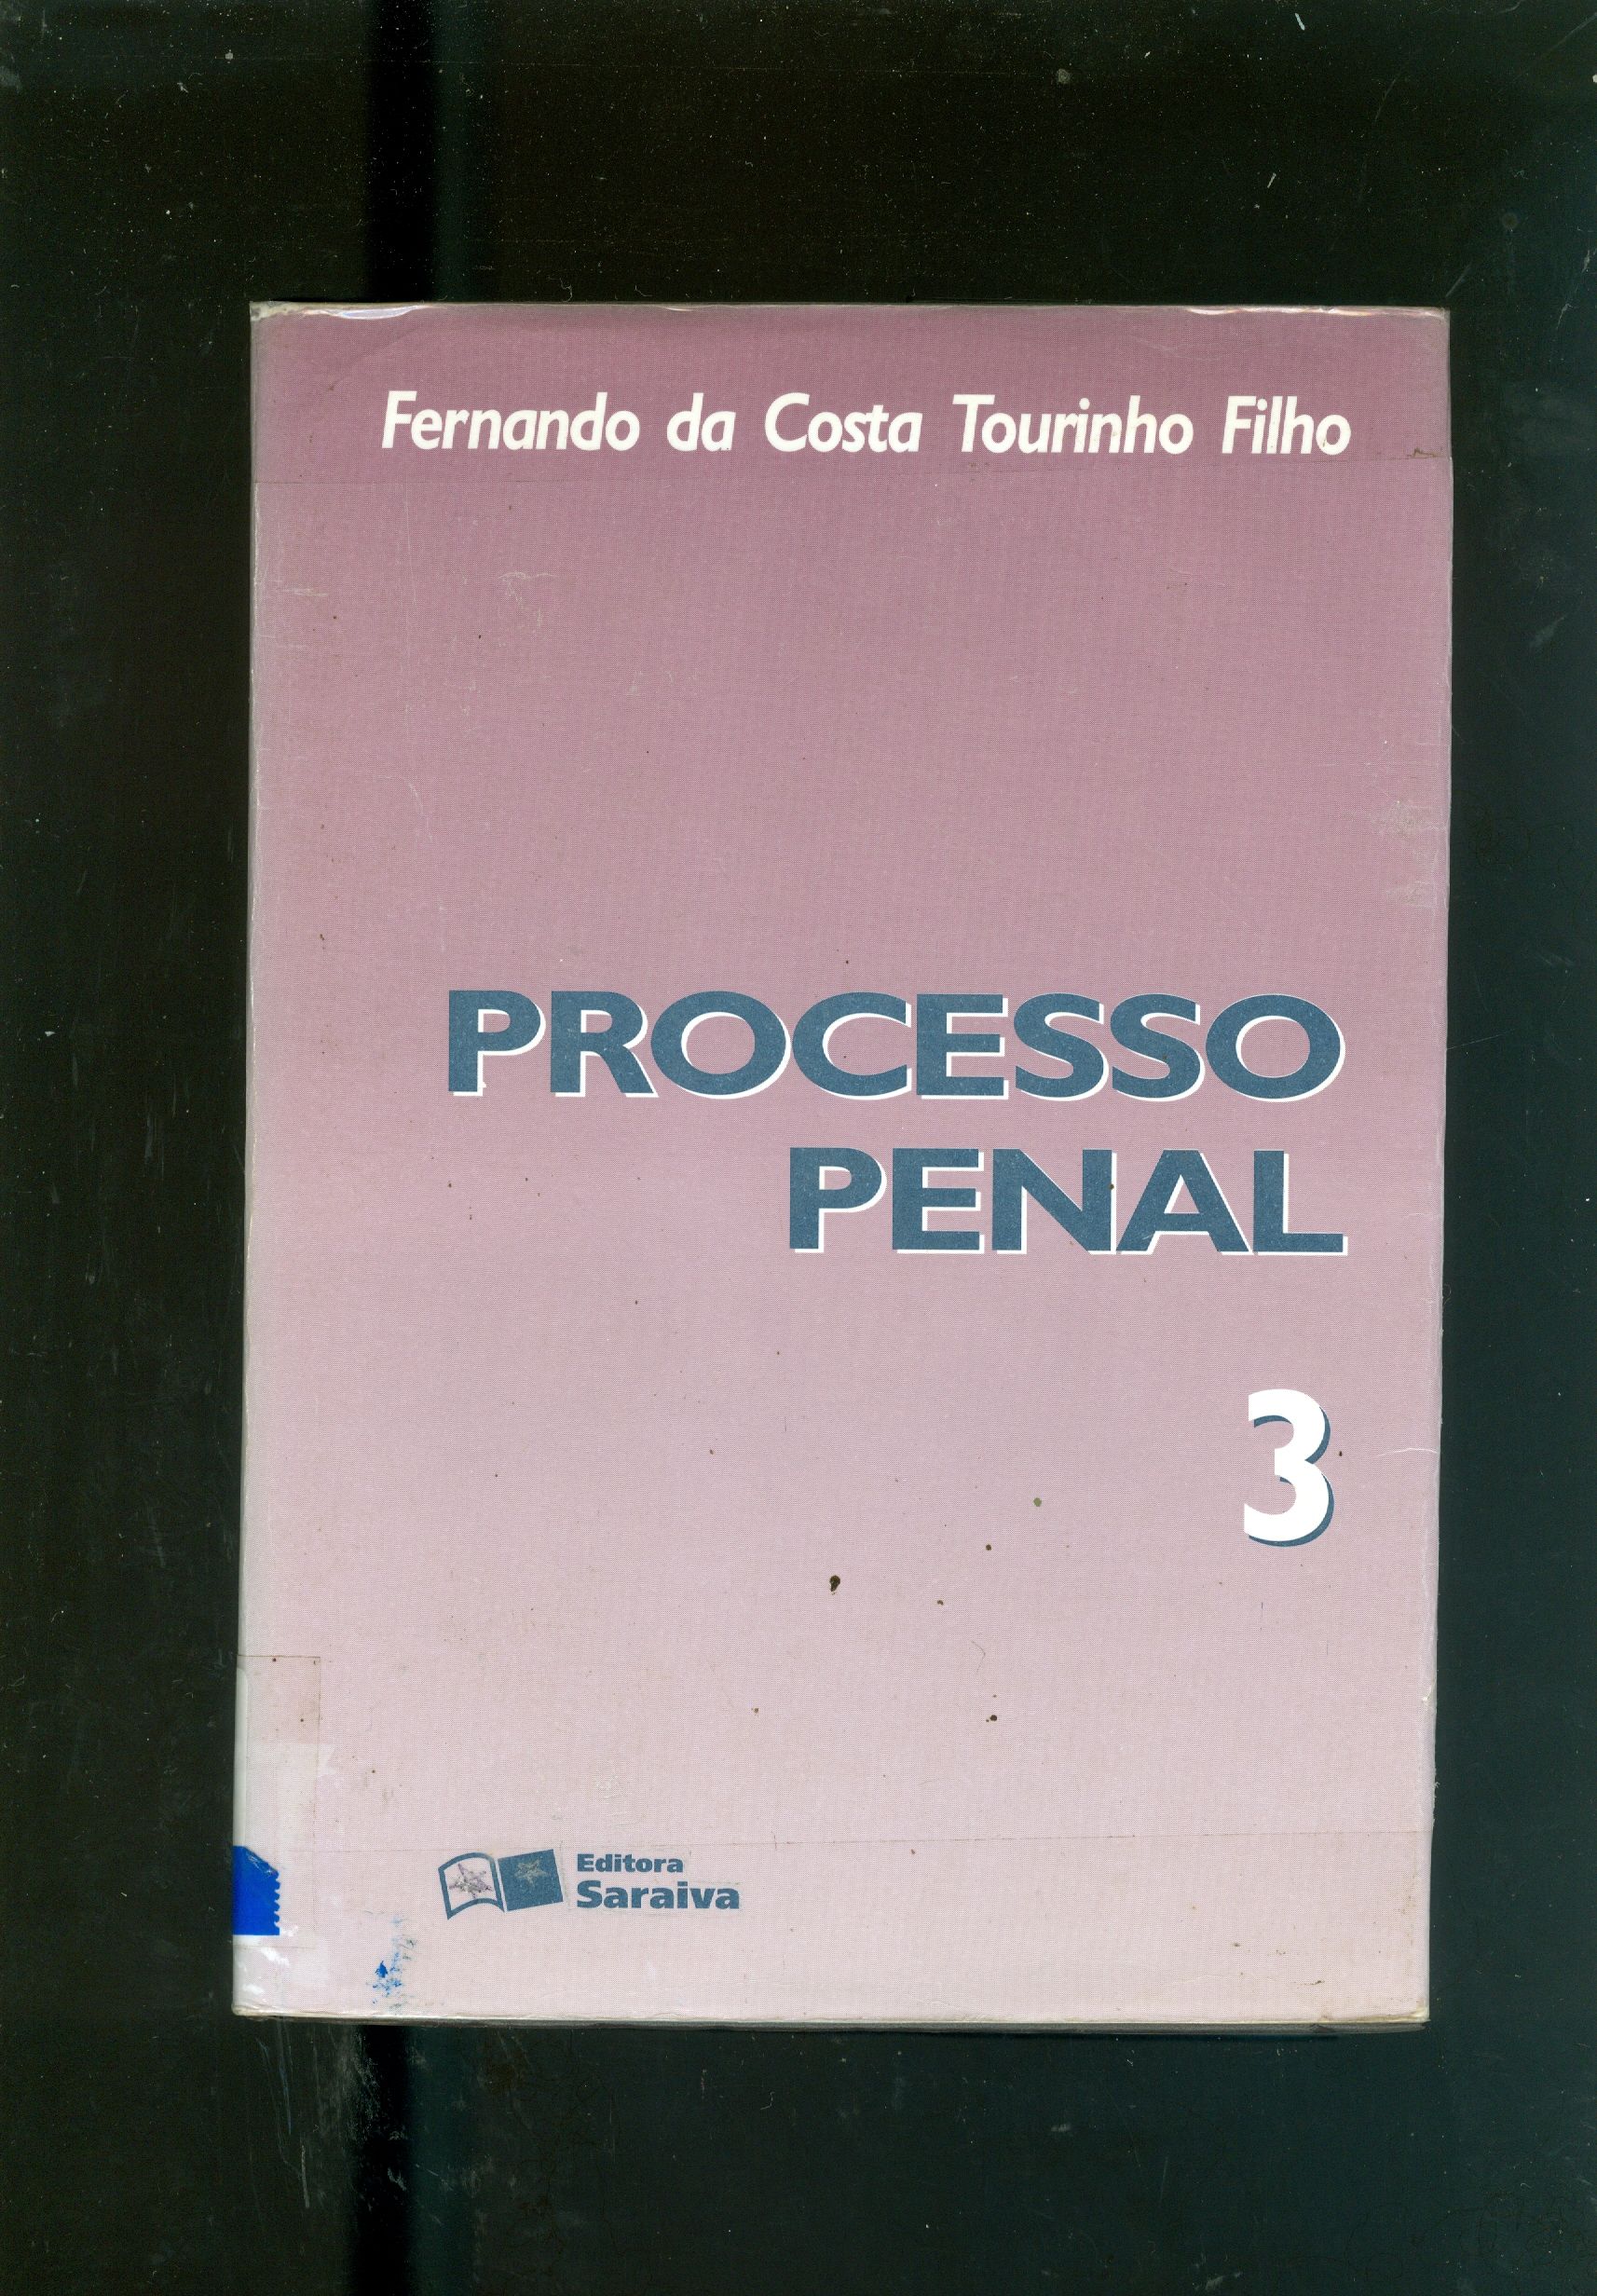 Fernando da Costa Tourinho Filho
PROCESSO
PENAL
3
Editora
Saraiva